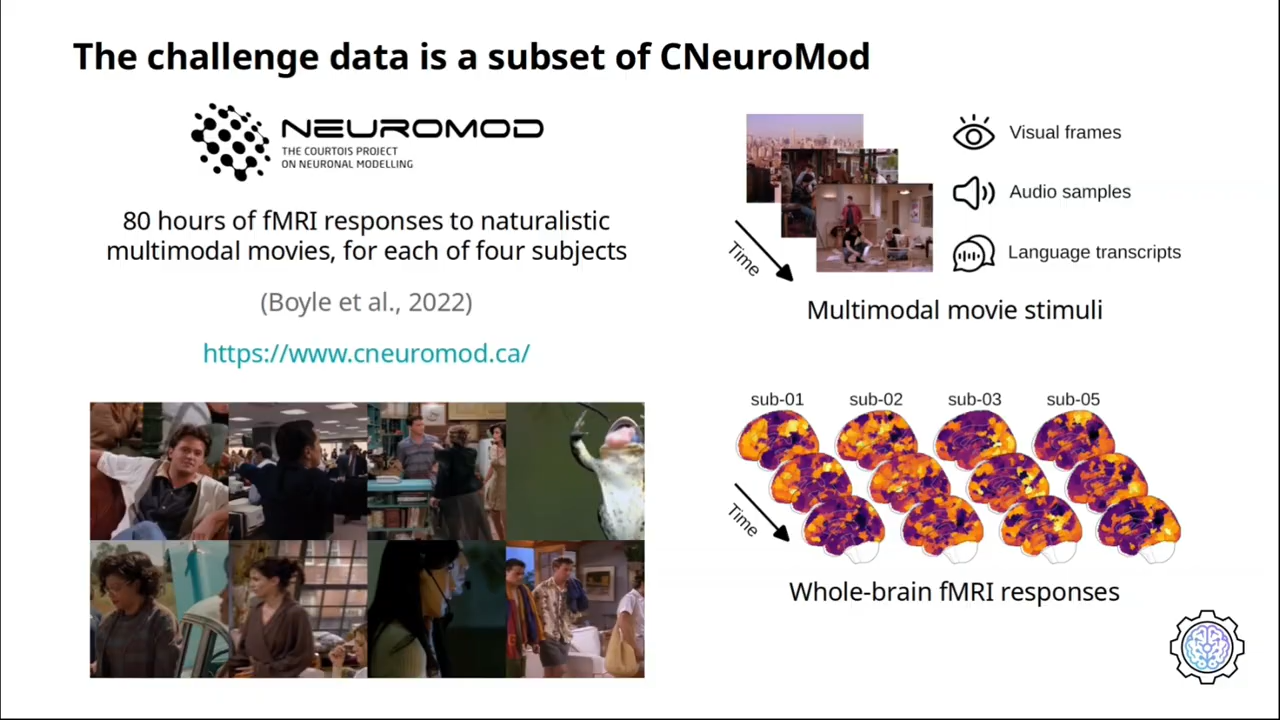 The challenge data is a subset of CNeuroMod
NEUROMOD
THE COURTOIS PROJECT
ON NEURONAL MODELLING
80 hours of fMRI responses to naturalistic
multimodal movies, for each of four subjects
(Boyle et al., 2022)
https://www.cneuromod.ca/
Visual frames
Audio samples
Language transcripts
Time
Multimodal movie stimuli
sub-01 sub-02 sub-03 sub-05
Time
Whole-brain fMRI responses